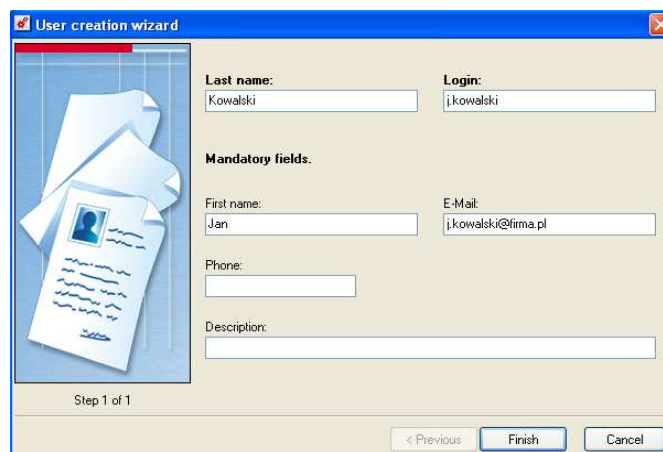 User creation wizard
Last name:
Login:
Kowalski
j.kowalski
Mandatory fields.
First name:
E-Mail:
Jan
j.kowalski@firma.pl
Phone:
Description:
Step 1 of 1
< Previous
Finish
Cancel